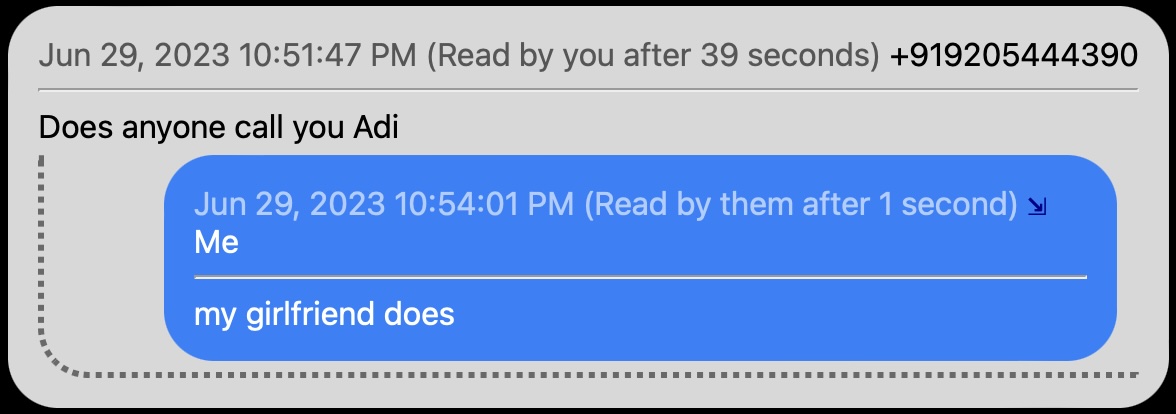 Jun 29, 2023 10:51:47 PM (Read by you after 39 seconds) +919205444390
Does anyone call you Adi
Jun 29, 2023 10:54:01 PM (Read by them after 1 second) ⇲
Me
my girlfriend does